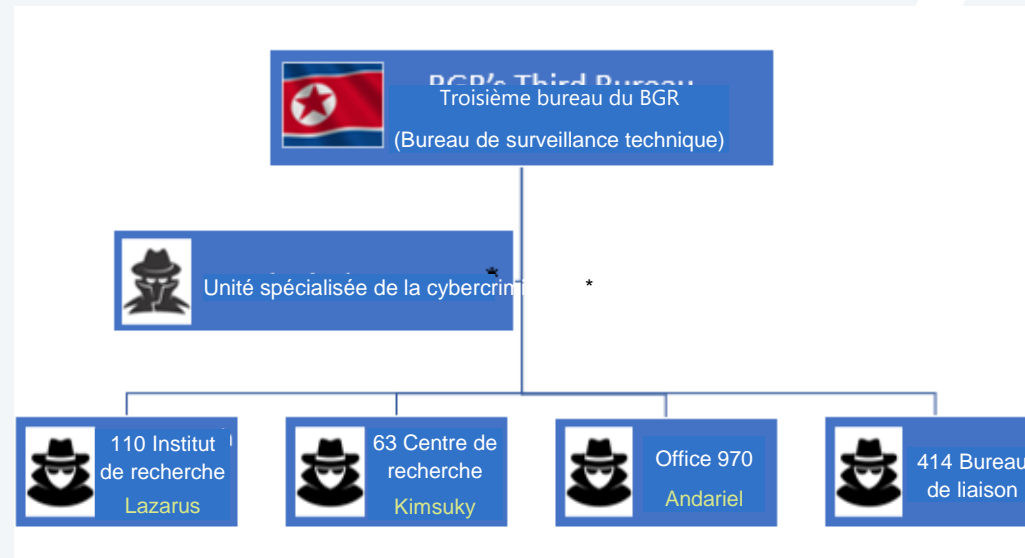 Troisième bureau du BGR
(Bureau de surveillance technique)
Unité spécialisée de la *
110 Institut
de recherche
Lazarus
63 Centre de
recherche
Kimsuky
Office 970
Andariel
414 Bureau
de liaison